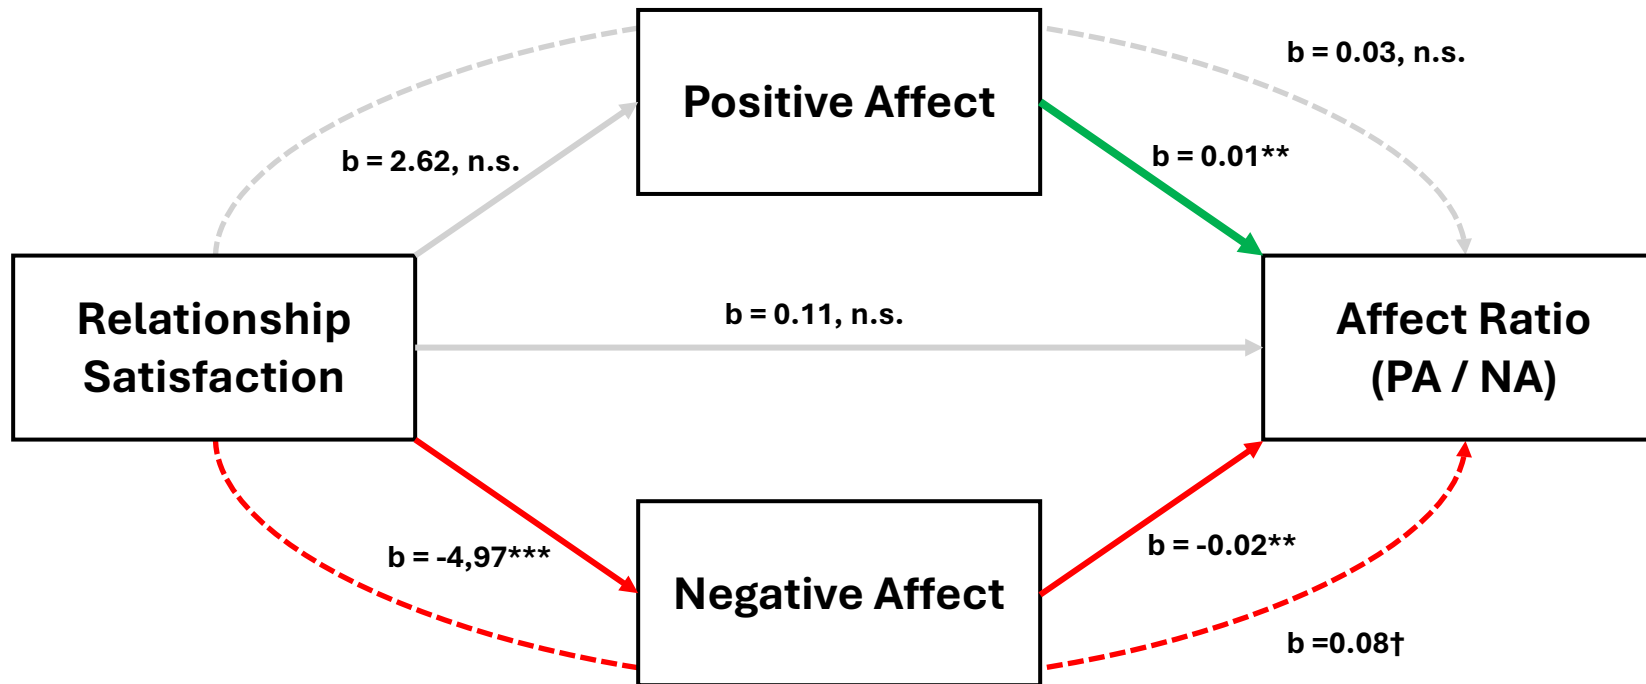 b = 0.03, n.s.
Positive Affect
b = 2.62, n.s.
b = 0.01**
Relationship
Satisfaction
b = 0.11, n.s.
Affect Ratio
(PA / NA)
b = -4,97***
b = -0.02**
Negative Affect
b =0.08†